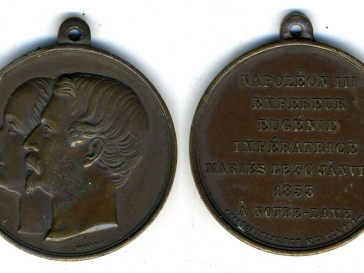 NAPOLÉON III
EMPEREUR
EUGÉNIE
IMPÉRATRICE
MARIÉS LE 30 JANVI
1853
À NOTRE-DAME